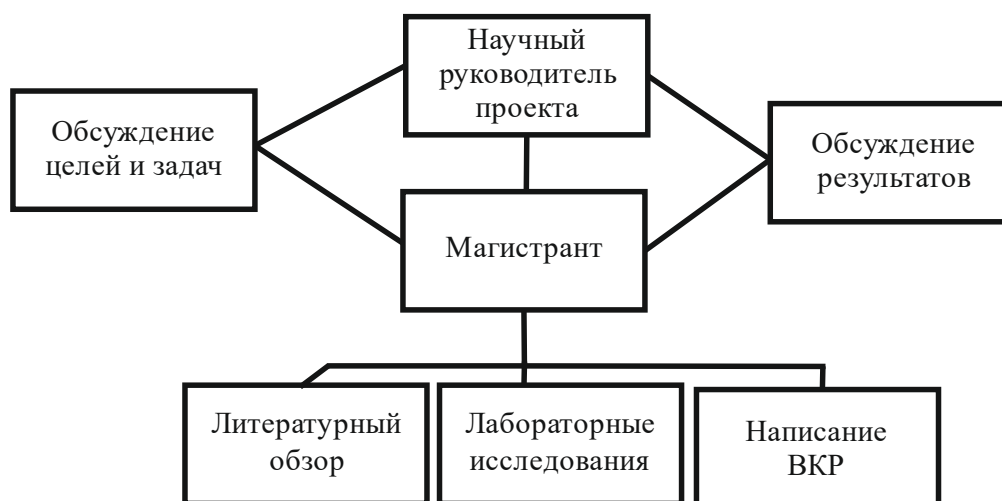 Научный
руководитель
проекта
Обсуждение
целей и задач
Обсуждение
результатов
Магистрант
Литературный
обзор
Лабораторные
исследования
Написание
ВКР